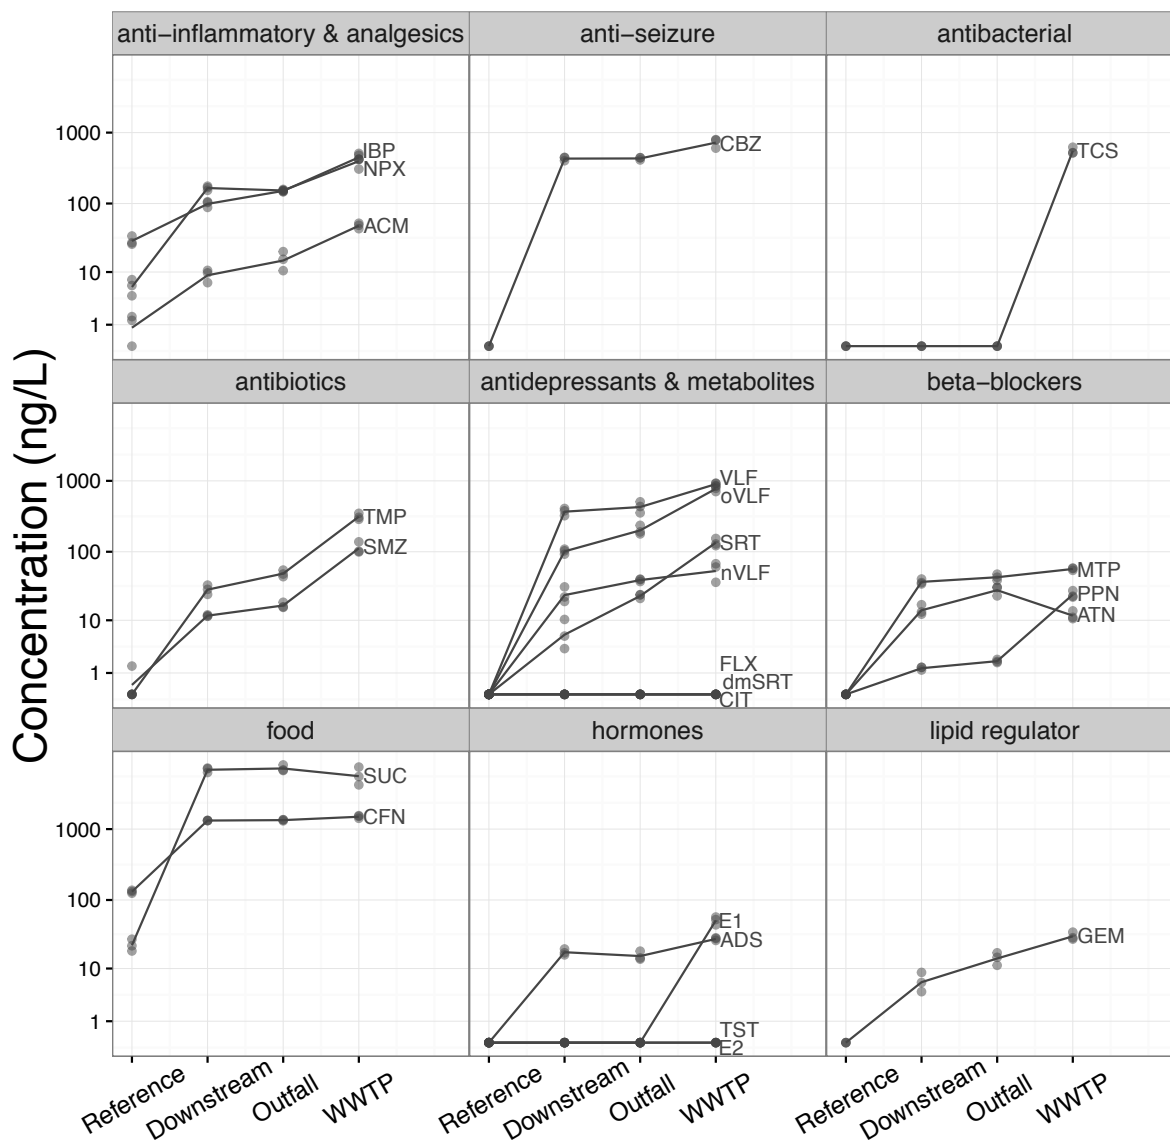 anti−inflammatory & analgesics
anti−seizure
antibacterial
1000
100
10
1
IBP
NPX
ACM
CBZ
TCS
Concentration (ng/L)
antibiotics
antidepressants & metabolites
beta−blockers
1000
100
10
1
TMP
SMZ
VLF
oVLF
SRT
nVLF
FLX
dmSRT
CIT
MTP
PPN
ATN
food
hormones
lipid regulator
1000
100
10
1
SUC
CFN
E1
ADS
TST
E2
GEM
Reference
Downstream
Outfall
WWTP
Reference
Downstream
Outfall
WWTP
Reference
Downstream
Outfall
WWTP